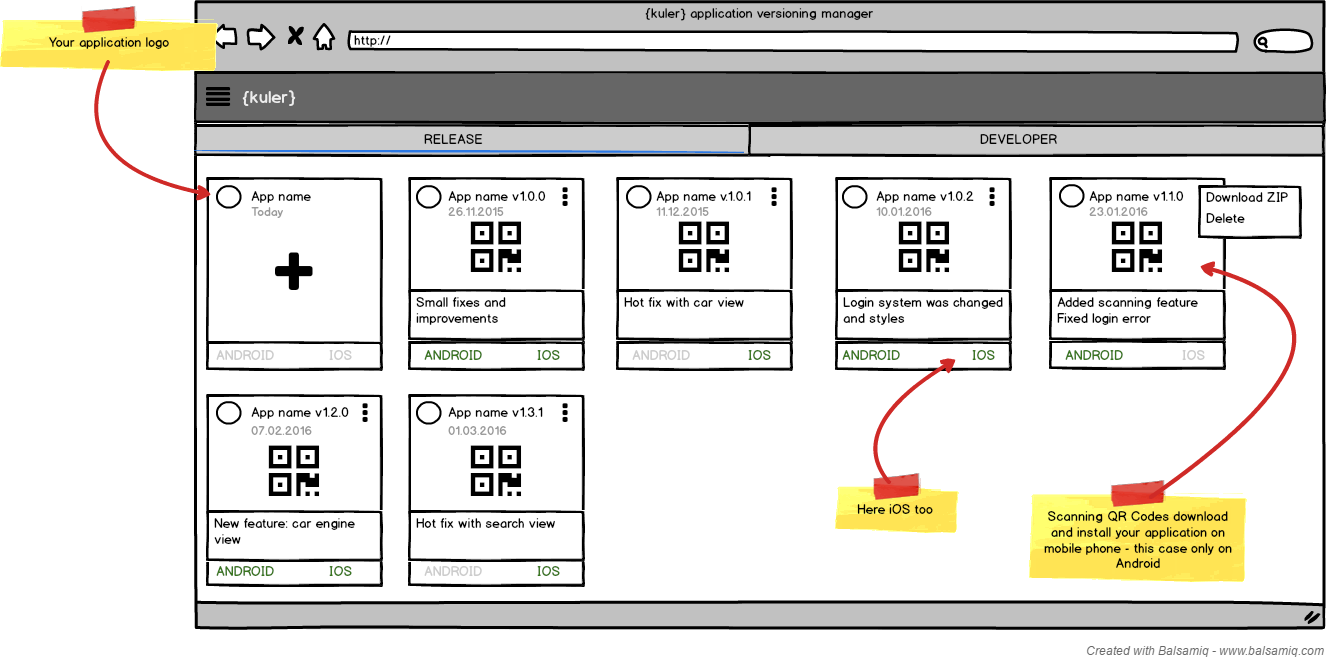 {kuler} application versioning manager
Your application logo
http://
{kuler}
RELEASE
DEVELOPER
App name
Today
ANDROID
IOS
App name v1.0.0
26.11.2015
Small fixes and
improvements
ANDROID
IOS
App name v.1.0.1
11.12.2015
Hot fix with car view
ANDROID
IOS
App name v1.0.2
10.01.2016
Login system was changed
and styles
ANDROID
IOS
App name v1.1.0
23.01.2016
Download ZIP
Delete
Added scanning feature
Fixed login error
ANDROID
IOS
App name v1.2.0
07.02.2016
New feature: car engine
view
ANDROID
IOS
App name v1.3.1
01.03.2016
Hot fix with search view
ANDROID
IOS
Here iOS too
Scanning QR Codes download
and install your application on
mobile phone - this case only on
Android
Created with Balsamiq - www.balsamiq.com